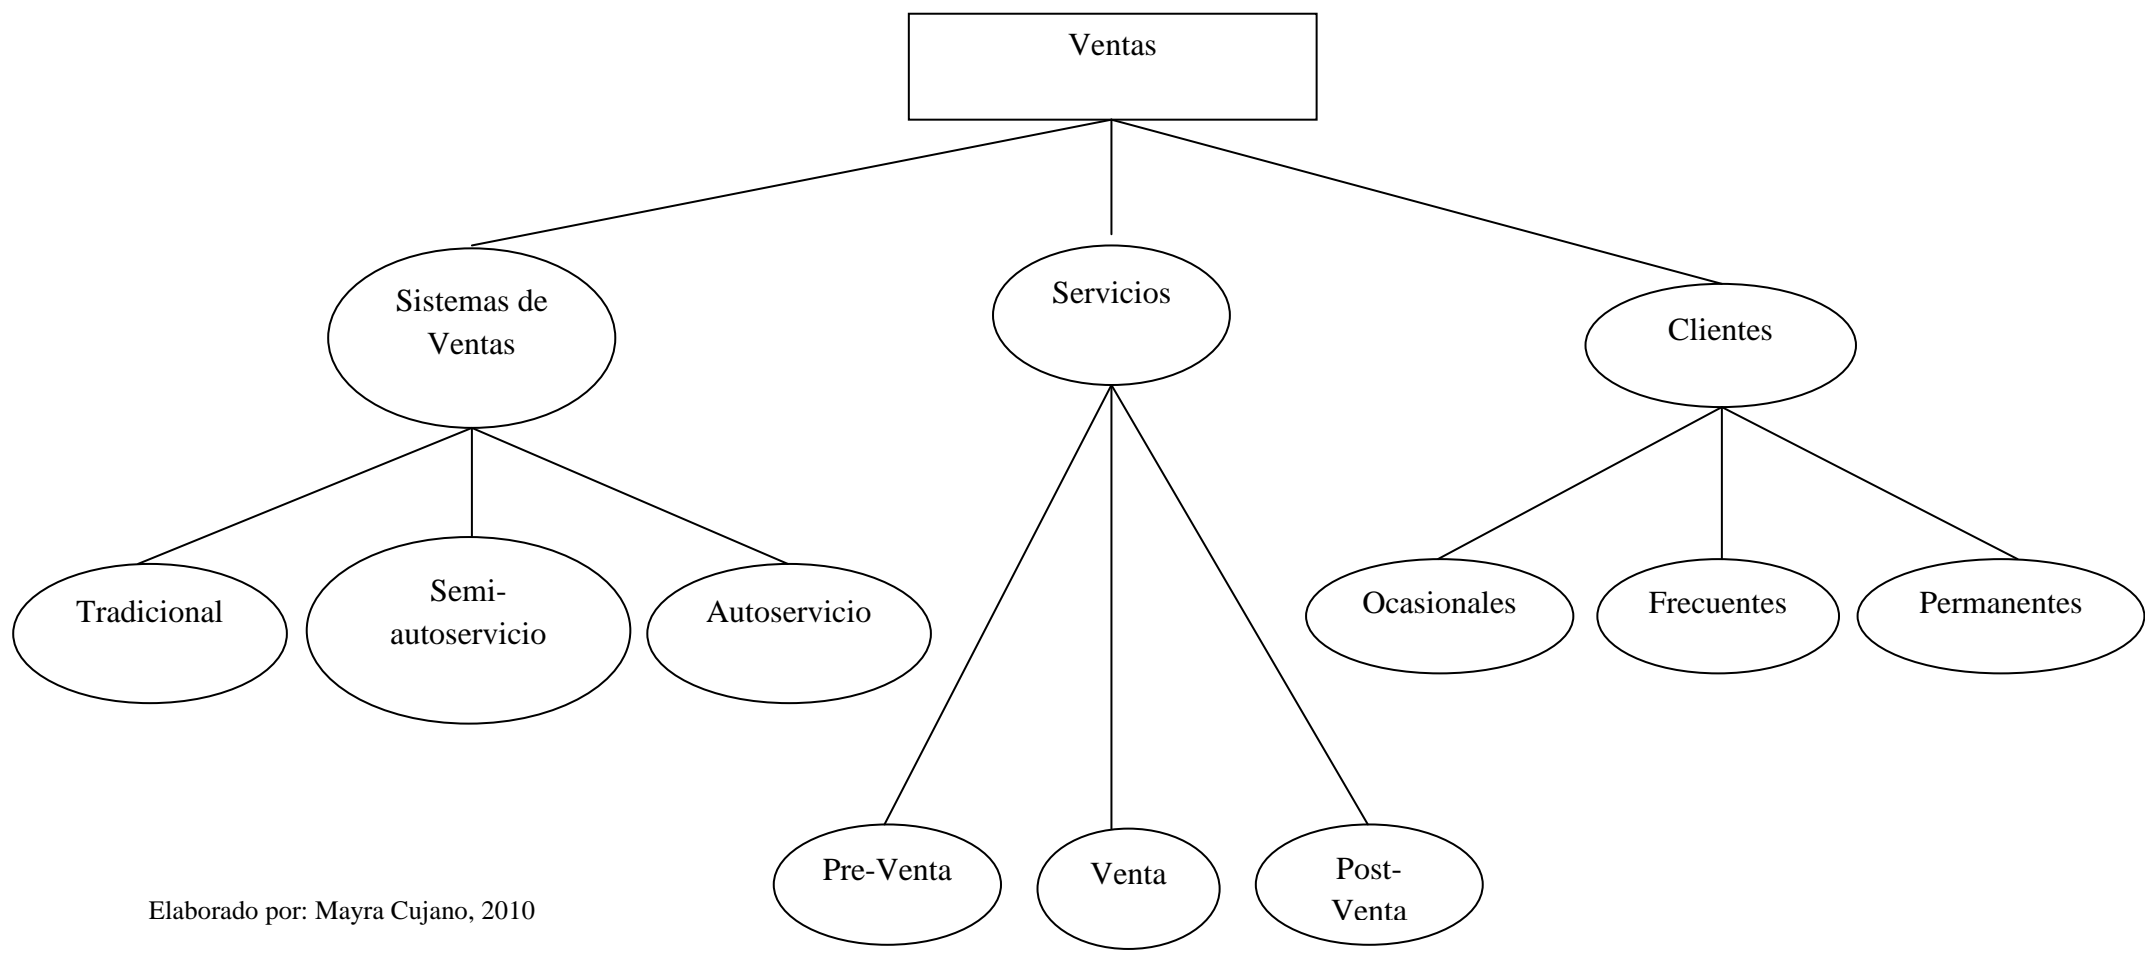 Ventas
Sistemas de
Ventas
Servicios
Clientes
Tradicional
Semi-
autoservicio
Autoservicio
Ocasionales
Frecuentes
Permanentes
Pre-Venta
Venta
Post-
Venta
Elaborado por: Mayra Cujano, 2010